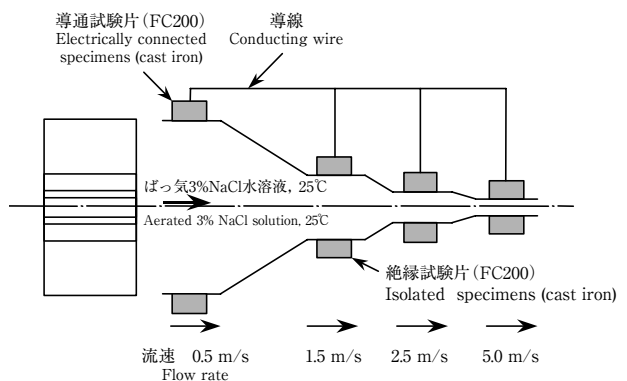 導通試験片（FC200）
Electrically connected
specimens (cast iron)
導線
Conducting wire
ばっ気3%NaCl水溶液, 25℃
Aerated 3% NaCl solution, 25℃
絶縁試験片（FC200）
Isolated specimens (cast iron)
流速 0.5 m/s 1.5 m/s 2.5 m/s 5.0 m/s
Flow rate